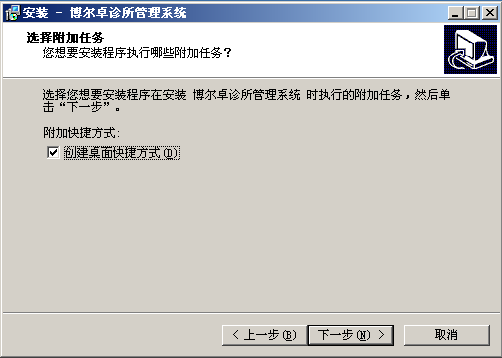 安装 - 博尔卓诊所管理系统
选择附加任务
您想要安装程序执行哪些附加任务？
选择您想要安装程序在安装 博尔卓诊所管理系统 时执行的附加任务，然后单
击“下一步”。
附加快捷方式:
创建桌面快捷方式(D)
< 上一步(B)
下一步(N) >
取消